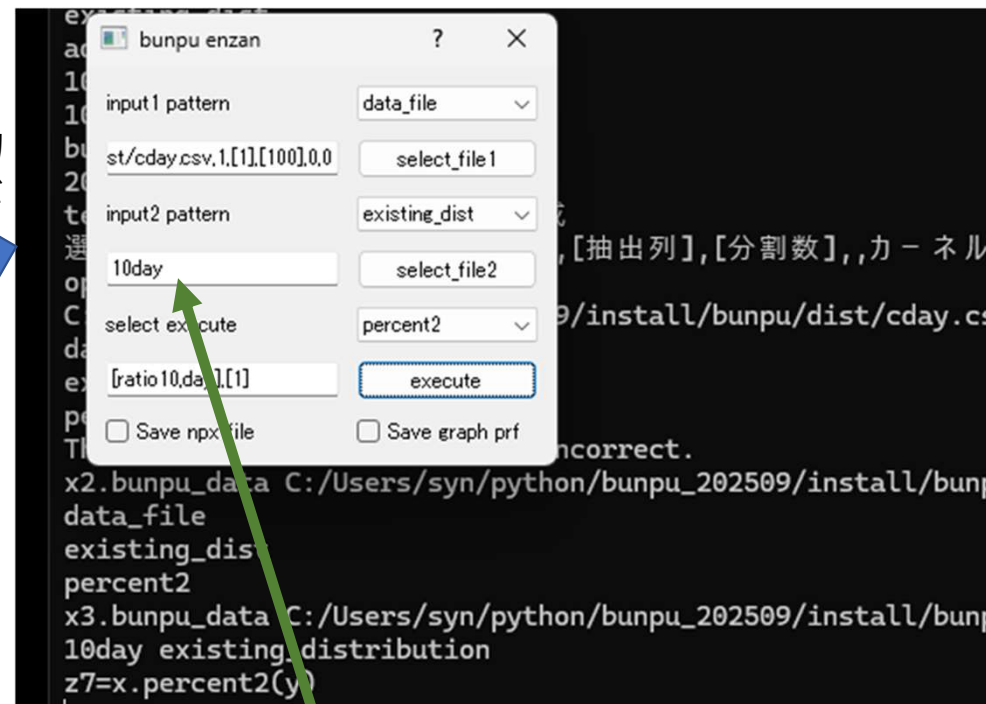 existing_dist
bunpu enzan ? ×
input1 pattern data_file
st/cday.csv,1,[1],[100],0,0 select_file1
input2 pattern existing_dist
選 ,[抽出列],[分割数],,カーネル
10day select_file2
select execute percent2
9/install/bunpu/dist/cday.cs
[ratio10,day],[1] execute
Save npx file Save graph prf
ncorrect.
x2.bunpu_data C:/Users/syn/python/bunpu_202509/install/bunp
data_file
existing_dist
percent2
x3.bunpu_data C:/Users/syn/python/bunpu_202509/install/bunp
10day existing_distribution
z7=x.percent2(y)